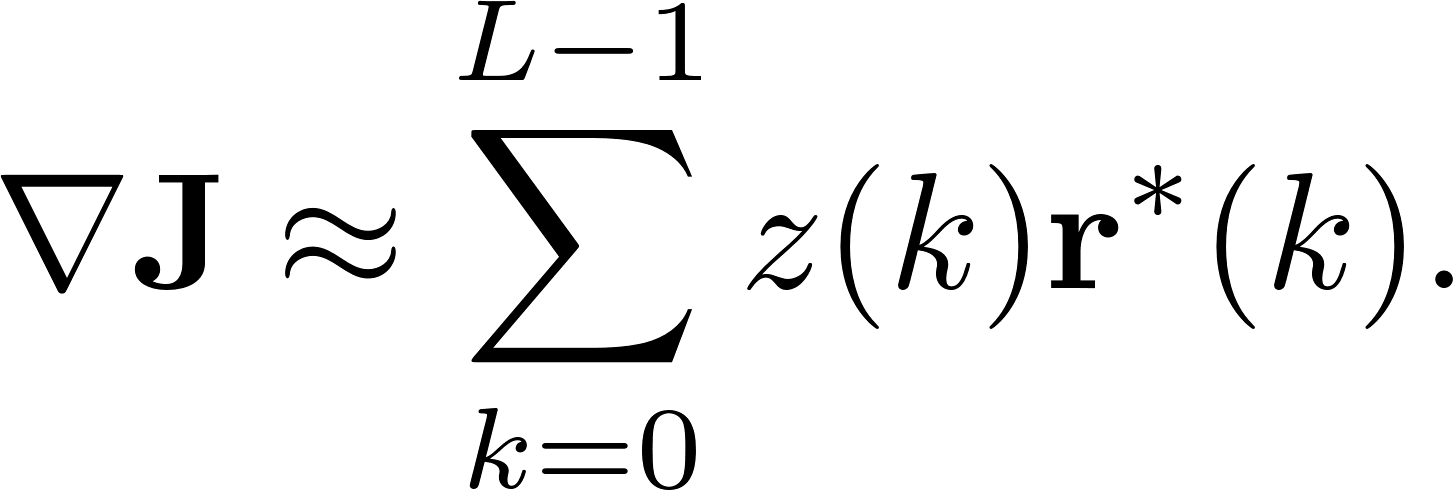 ∇𝐉 ≈ ∑_{k=0}^{L−1} z(k)𝐫*(k).